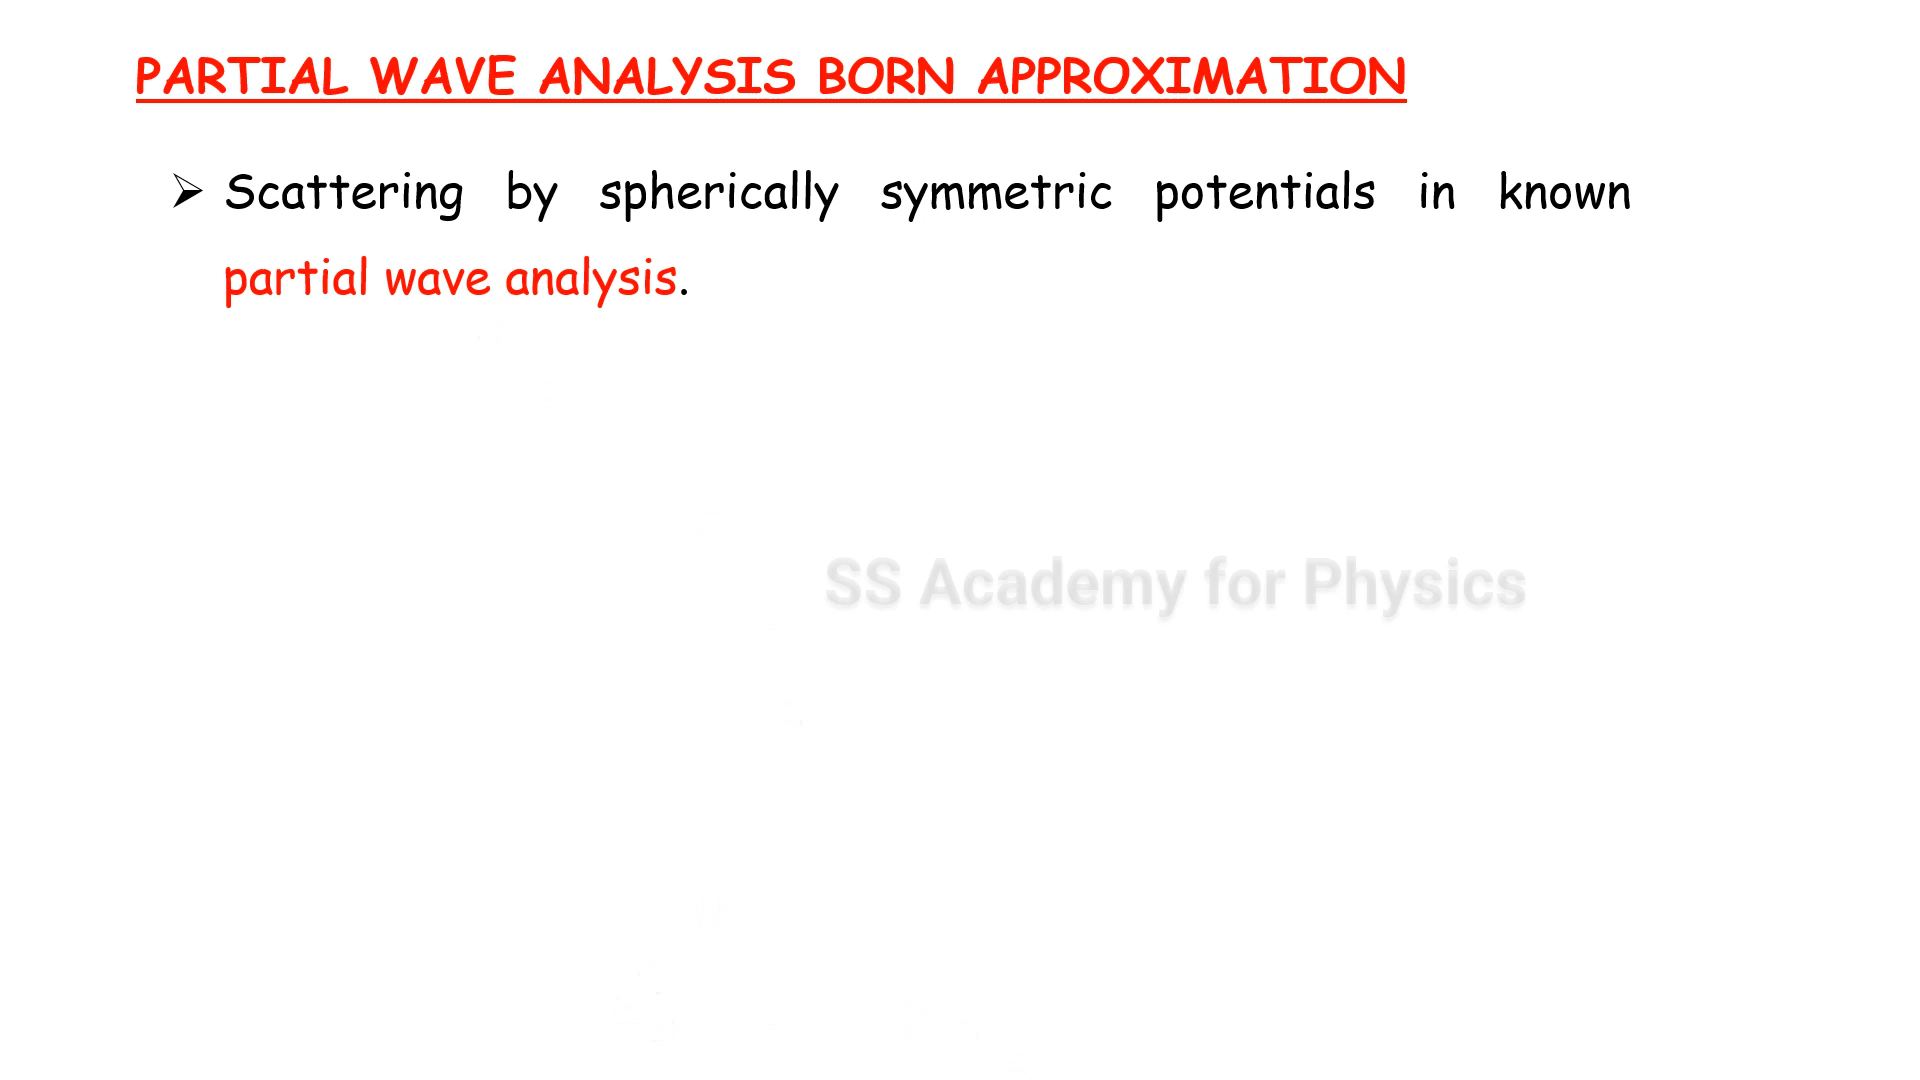 PARTIAL WAVE ANALYSIS BORN APPROXIMATION
➢ Scattering by spherically symmetric potentials in known
partial wave analysis.
SS Academy for Physics